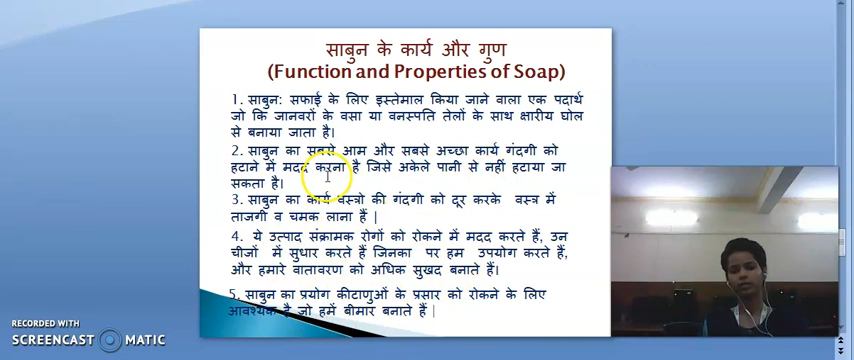 साबुन के कार्य और गुण
(Function and Properties of Soap)
1. साबुन: सफाई के लिए इस्तेमाल किया जाने वाला एक पदार्थ
जो कि जानवरों के वसा या वनस्पति तेलों के साथ क्षारीय घोल
से बनाया जाता है।
2. साबुन का सबसे आम और सबसे अच्छा कार्य गंदगी को
हटाने में मदद करना है जिसे अकेले पानी से नहीं हटाया जा
सकता है।
3. साबुन का कार्य वस्त्रो की गंदगी को दूर करके वस्त्र में
ताजगी व चमक लाना हैं |
4. ये उत्पाद संक्रामक रोगों को रोकने में मदद करते हैं, उन
चीजों में सुधार करते हैं जिनका पर हम उपयोग करते हैं,
और हमारे वातावरण को अधिक सुखद बनाते हैं।
5. साबुन का प्रयोग कीटाणुओं के प्रसार को रोकने के लिए
आवश्यक है जो हमें बीमार बनाते हैं |
RECORDED WITH
SCREENCAST MATIC